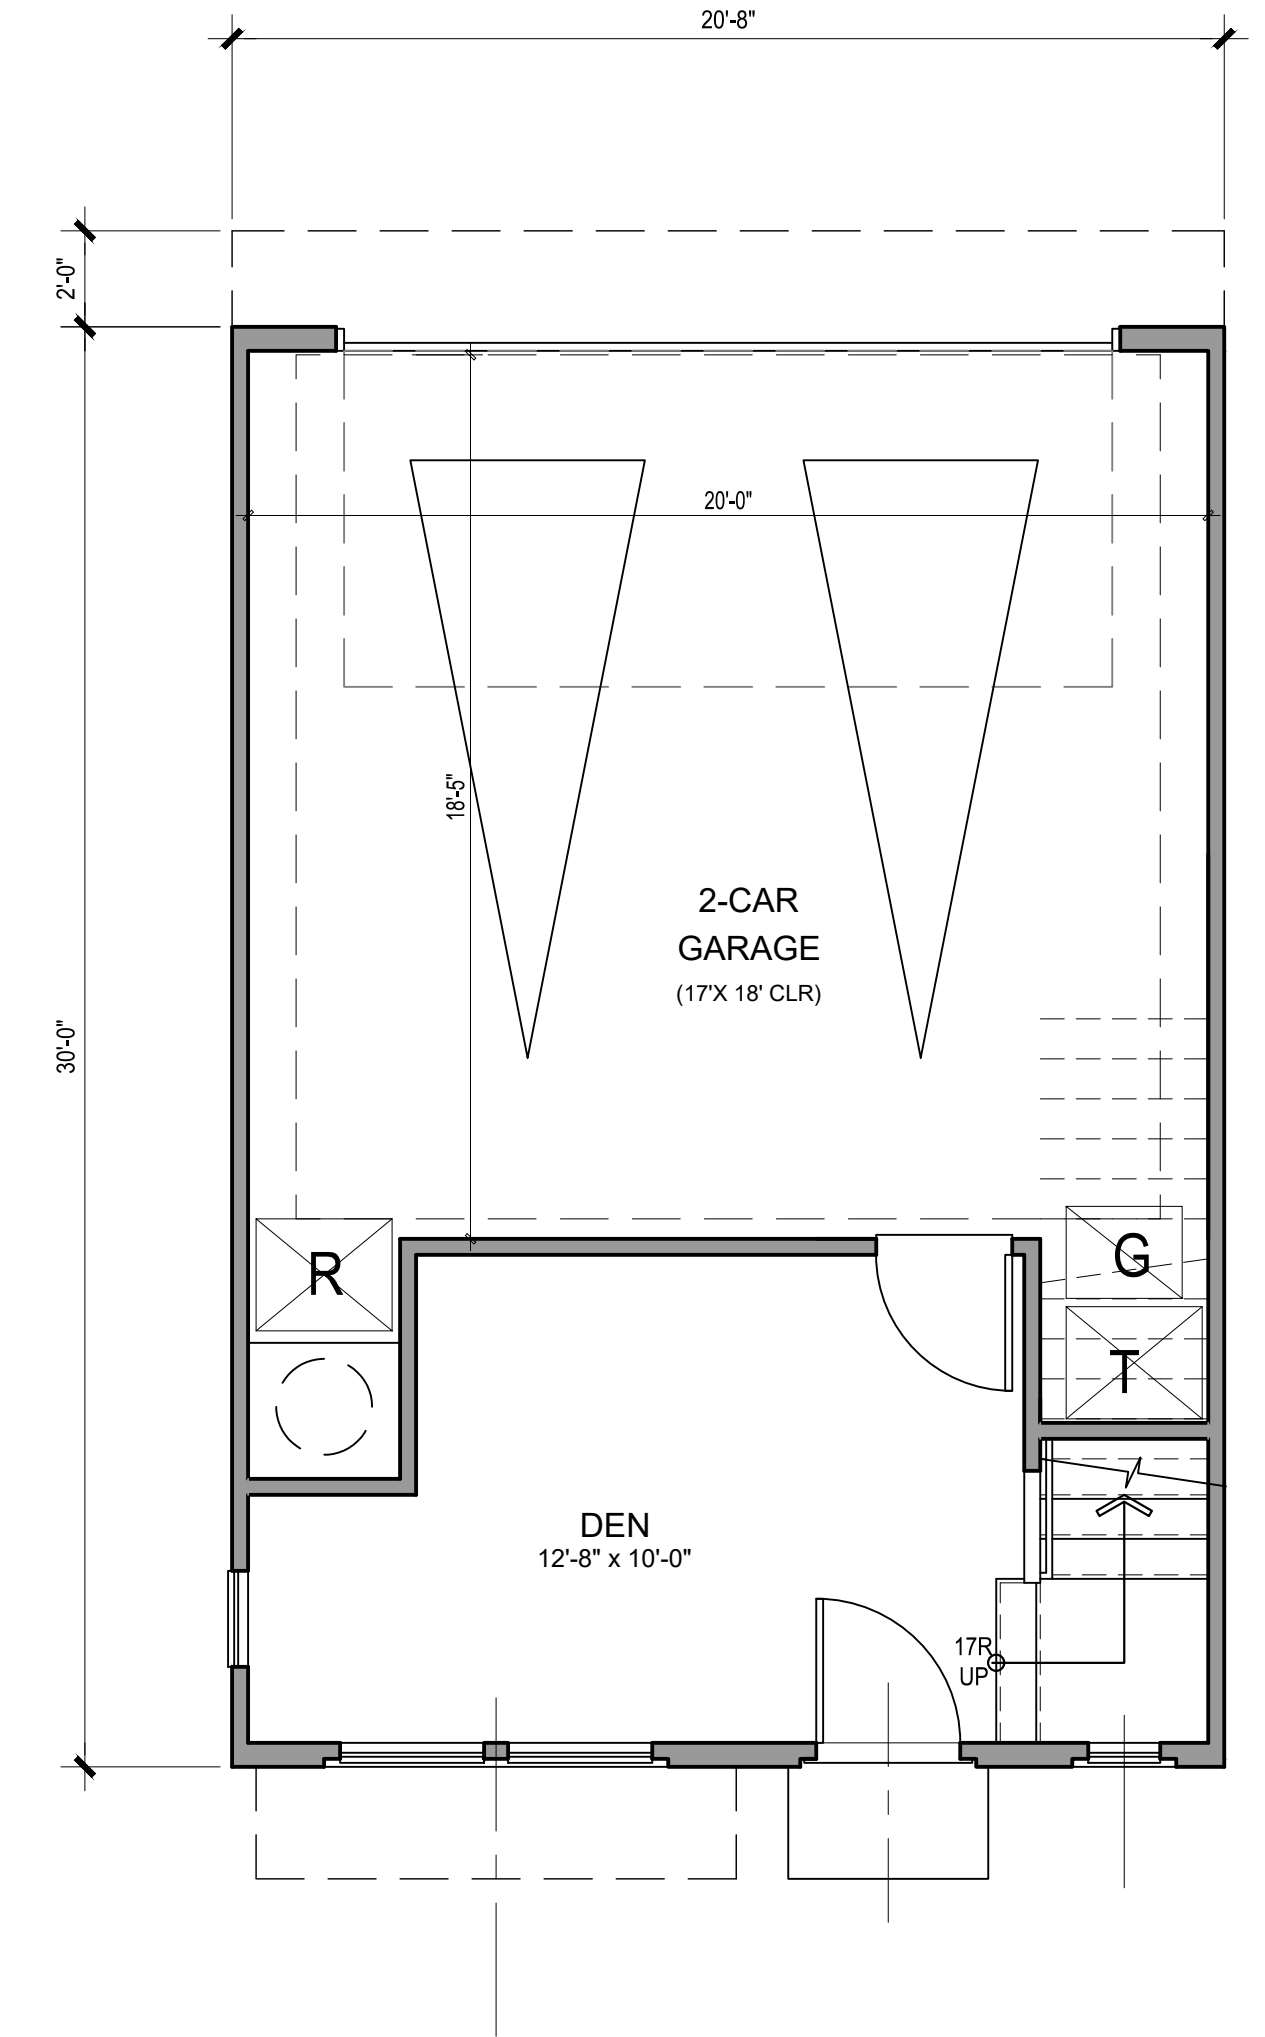 20'-8"
2'-0"
20'-0"
18'-5"
2-CAR
GARAGE
(17'X 18' CLR)
30'-0"
R
G
T
DEN
12'-8" x 10'-0"
17R
UP